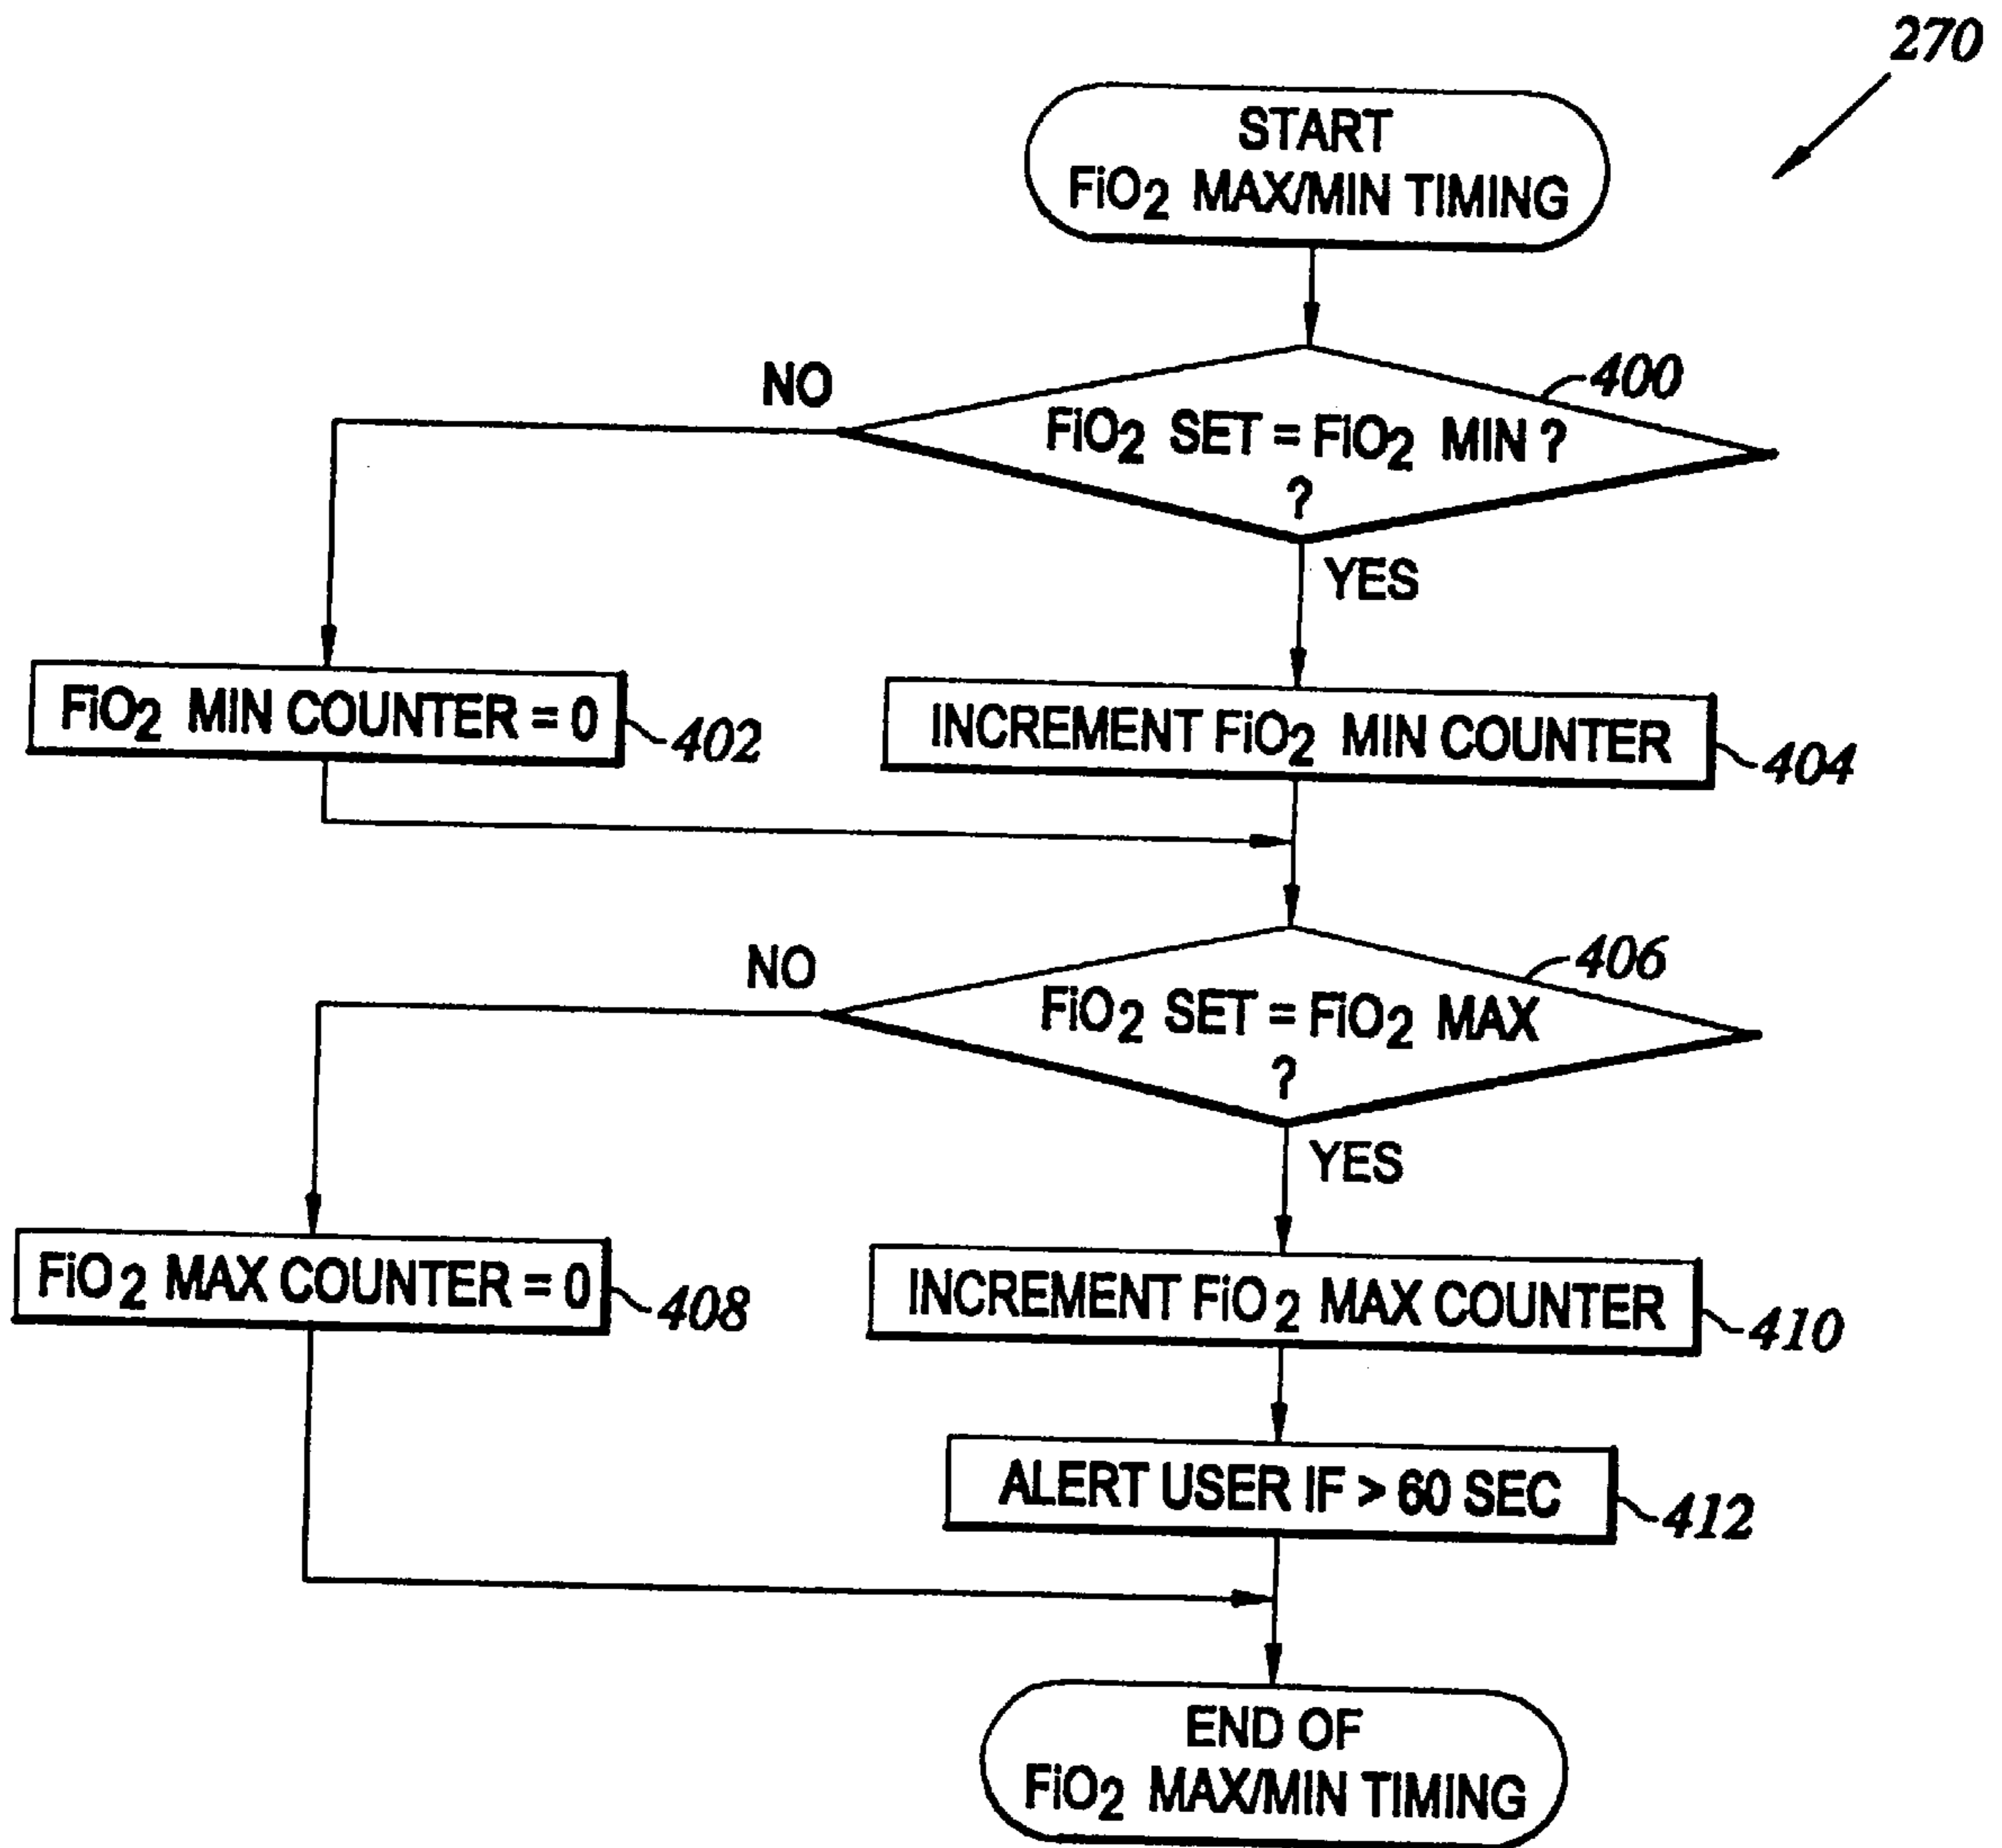 270
START
FiO2 MAX/MIN TIMING
400
NO
FiO2 SET = FiO2 MIN ?
?
YES
FiO2 MIN COUNTER = 0
402
INCREMENT FiO2 MIN COUNTER
404
406
NO
FiO2 SET = FiO2 MAX
?
YES
FiO2 MAX COUNTER = 0
408
INCREMENT FiO2 MAX COUNTER
410
ALERT USER IF > 60 SEC
412
END OF
FiO2 MAX/MIN TIMING